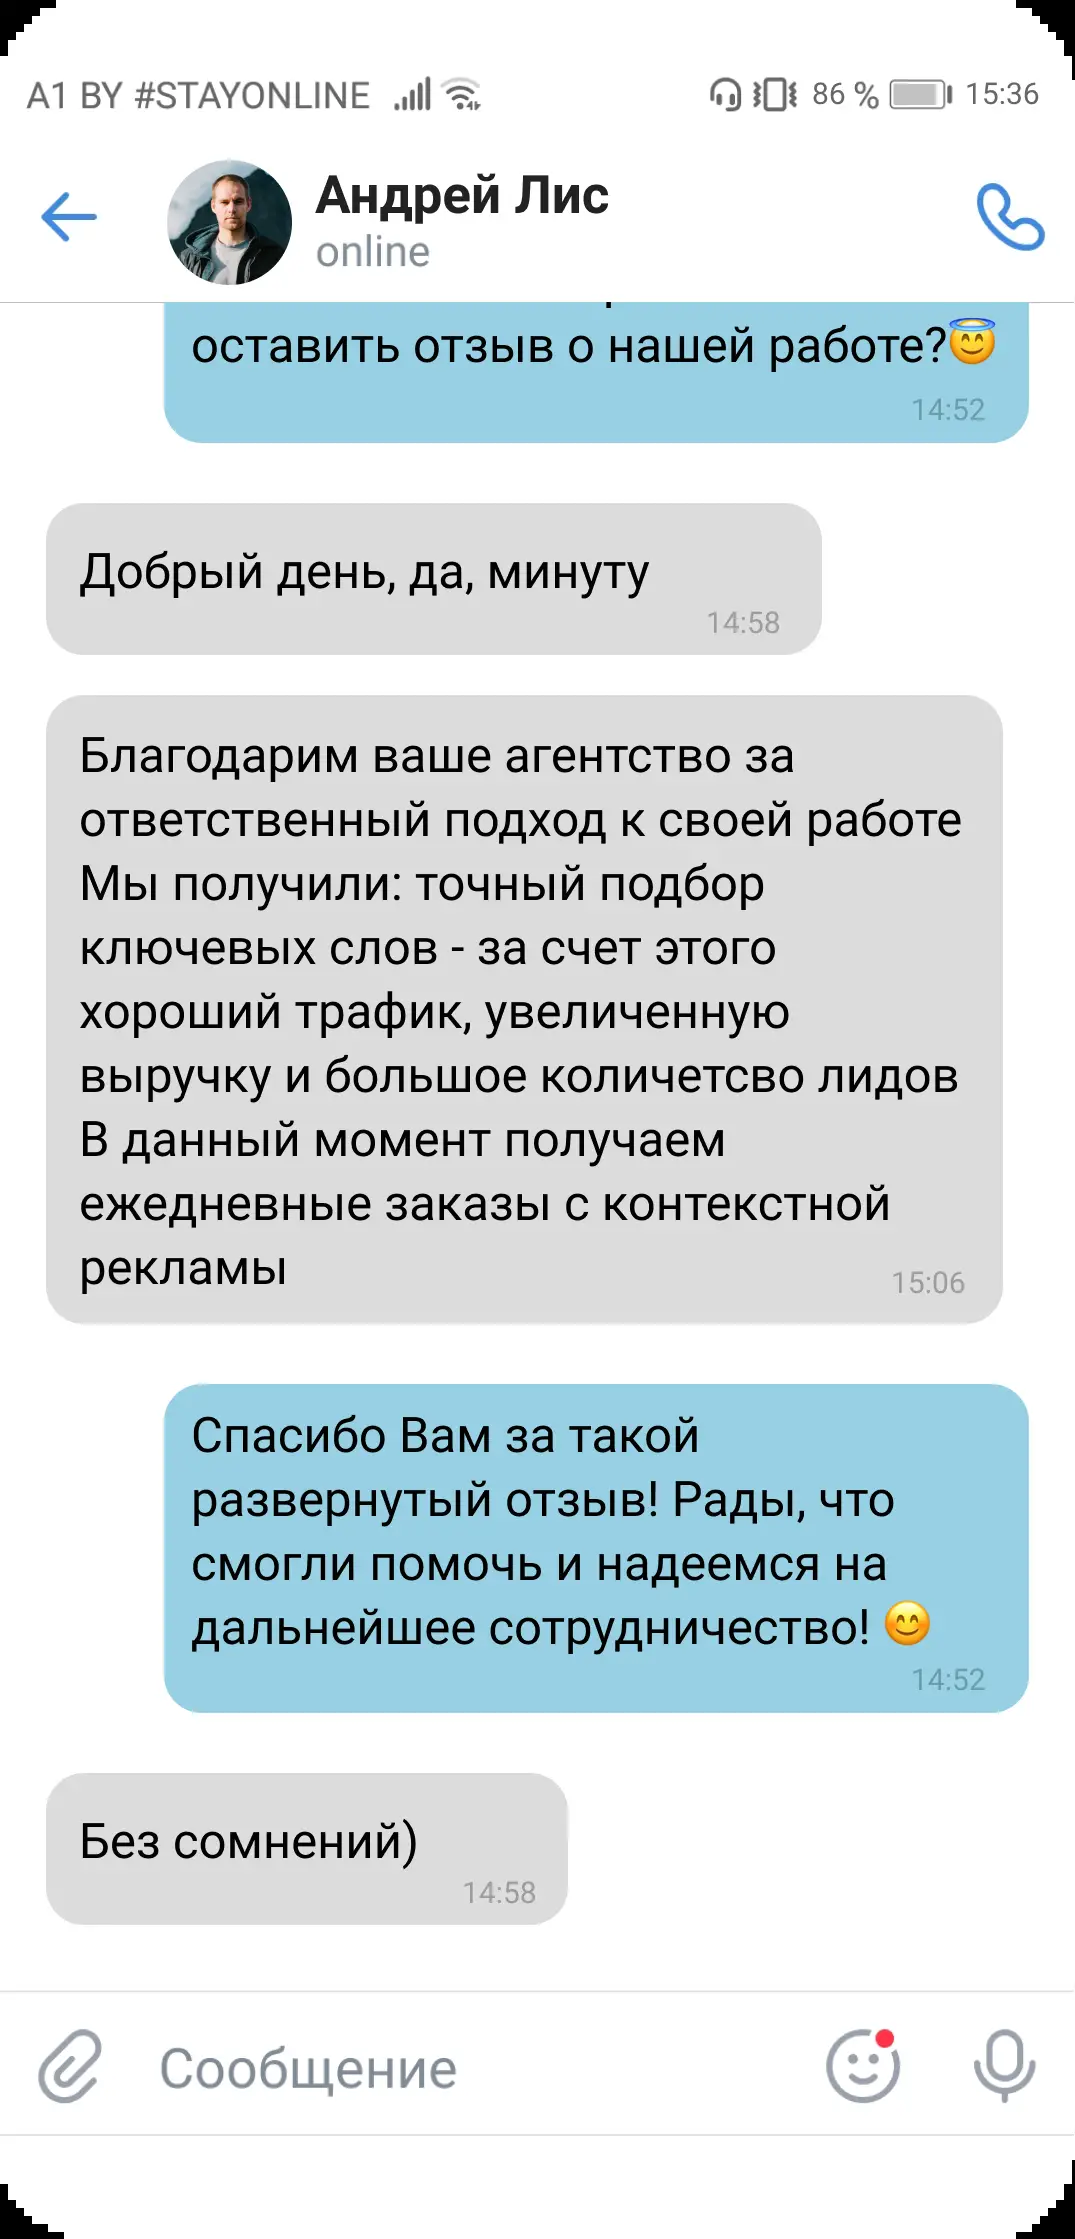 A1 BY #STAYONLINE 86 % 15:36
Андрей Лис
online
оставить отзыв о нашей работе?😇
14:52
Добрый день, да, минуту
14:58
Благодарим ваше агентство за
ответственный подход к своей работе
Мы получили: точный подбор
ключевых слов - за счет этого
хороший трафик, увеличенную
выручку и большое количетсво лидов
В данный момент получаем
ежедневные заказы с контекстной
рекламы
15:06
Спасибо Вам за такой
развернутый отзыв! Рады, что
смогли помочь и надеемся на
дальнейшее сотрудничество! 😊
14:52
Без сомнений)
14:58
Сообщение